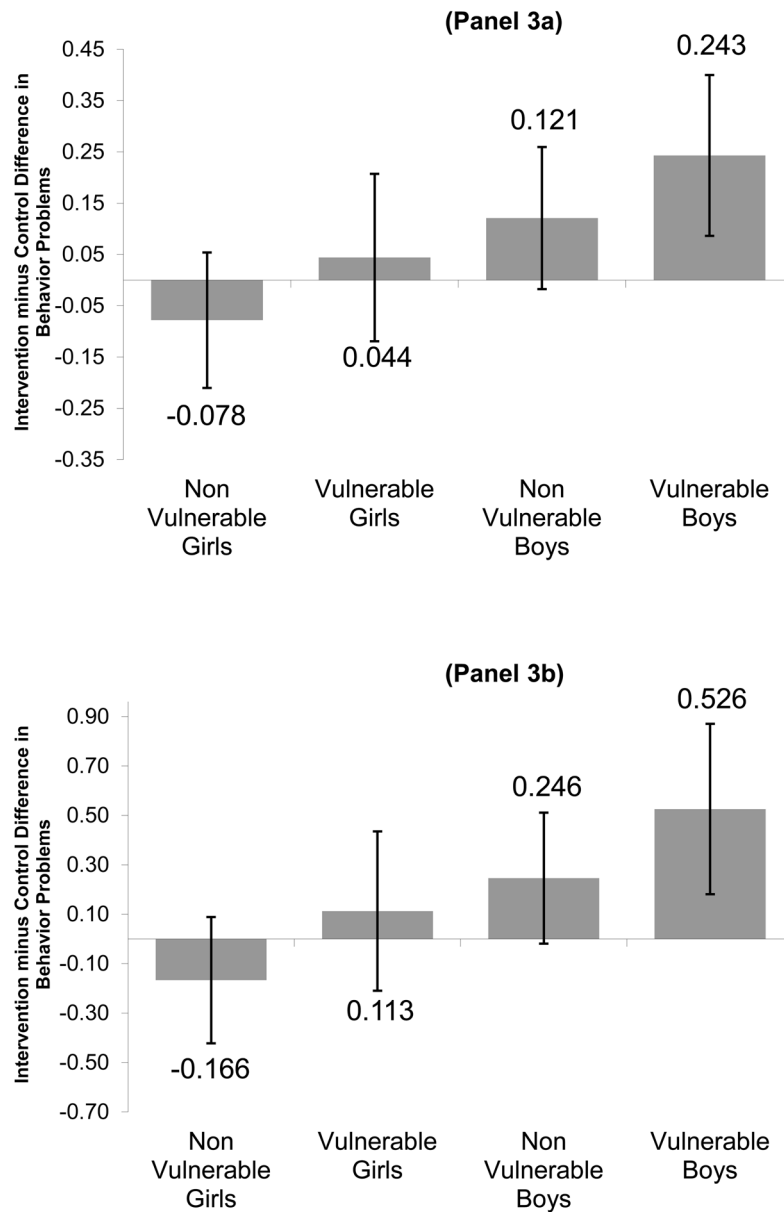 (Panel 3a)
Intervention minus Control Difference in
Behavior Problems
0.45
0.35
0.25
0.15
0.05
-0.05
-0.15
-0.25
-0.35
-0.078
0.044
0.121
0.243
Non
Vulnerable
Girls
Vulnerable
Girls
Non
Vulnerable
Boys
Vulnerable
Boys
(Panel 3b)
Intervention minus Control Difference in
Behavior Problems
0.90
0.70
0.50
0.30
0.10
-0.10
-0.30
-0.50
-0.70
-0.166
0.113
0.246
0.526
Non
Vulnerable
Girls
Vulnerable
Girls
Non
Vulnerable
Boys
Vulnerable
Boys